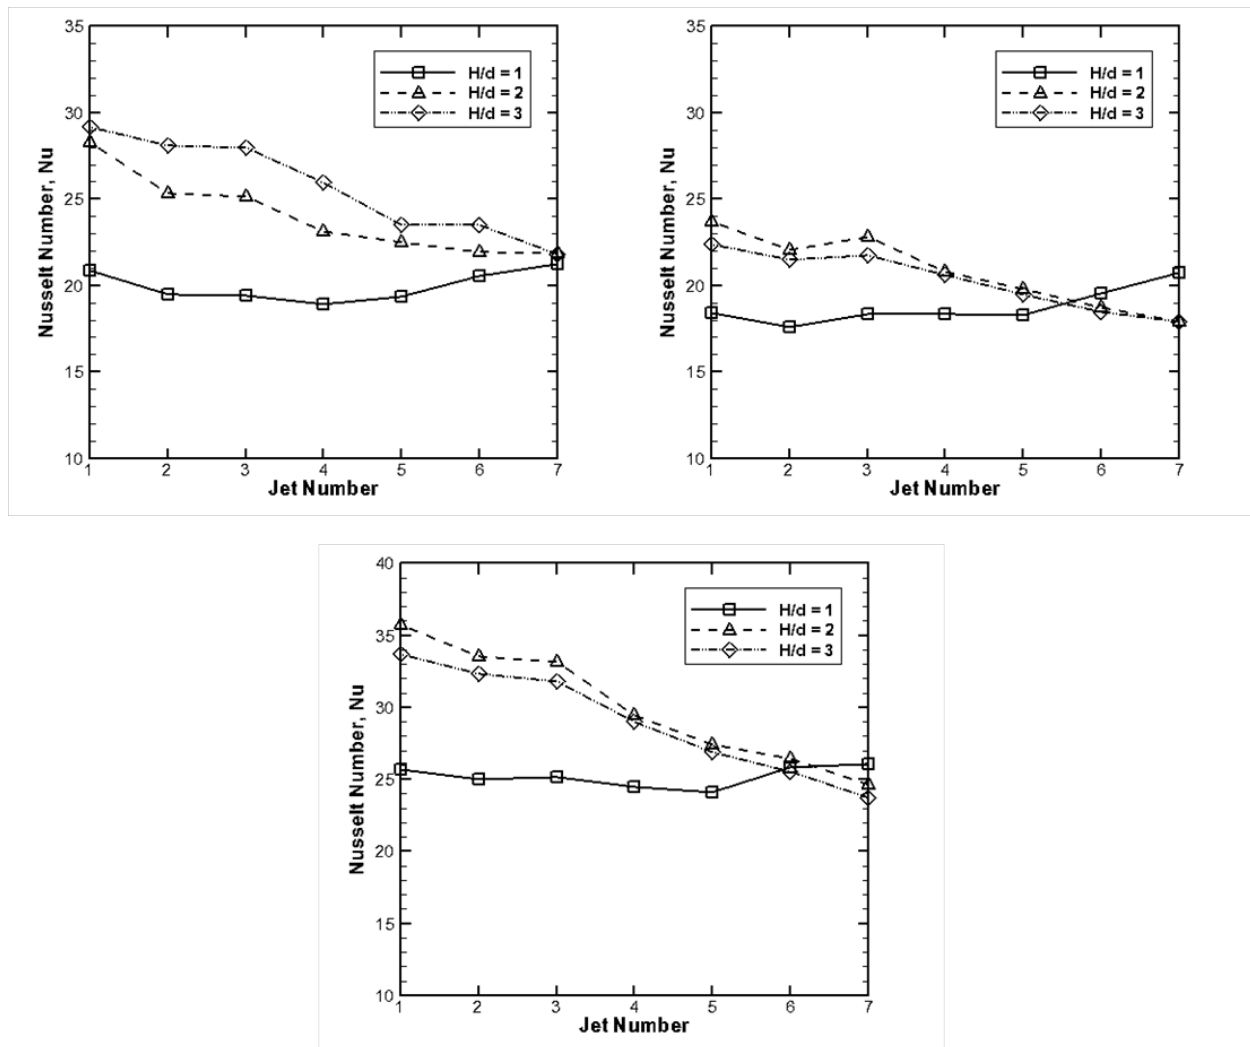 35
30
25
20
15
10
Nusselt Number, Nu
H/d = 1
H/d = 2
H/d = 3
1 2 3 4 5 6 7
Jet Number
35
30
25
20
15
10
Nusselt Number, Nu
H/d = 1
H/d = 2
H/d = 3
1 2 3 4 5 6 7
Jet Number
40
35
30
25
20
15
10
Nusselt Number, Nu
H/d = 1
H/d = 2
H/d = 3
1 2 3 4 5 6 7
Jet Number